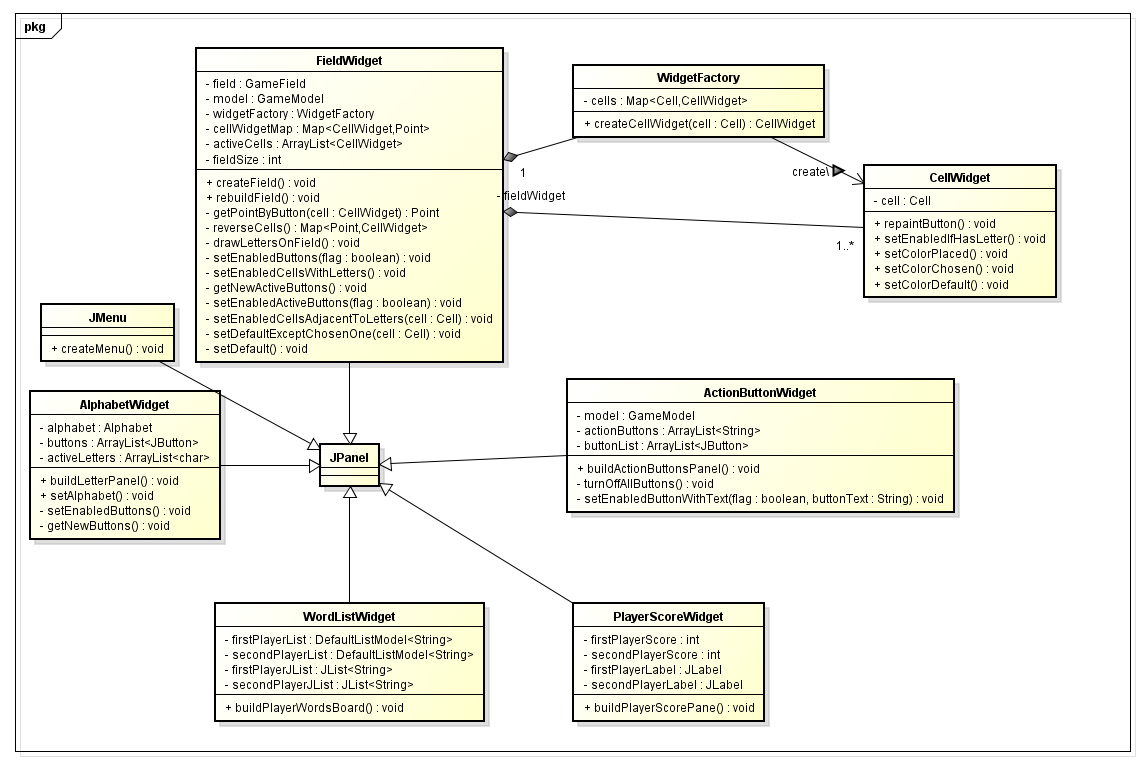 pkg
FieldWidget
- field : GameField
- model : GameModel
- widgetFactory : WidgetFactory
- cellWidgetMap : Map<CellWidget,Point>
- activeCells : ArrayList<CellWidget>
- fieldSize : int
+ createField() : void
+ rebuildField() : void
- getPointByButton(cell : CellWidget) : Point
- reverseCells() : Map<Point,CellWidget>
- drawLettersOnField() : void
- setEnabledButtons(flag : boolean) : void
- setEnabledCellsWithLetters() : void
- getNewActiveButtons() : void
- setEnabledActiveButtons(flag : boolean) : void
- setEnabledCellsAdjacentToLetters(cell : Cell) : void
- setDefaultExceptChosenOne(cell : Cell) : void
- setDefault() : void
WidgetFactory
- cells : Map<Cell,CellWidget>
+ createCellWidget(cell : Cell) : CellWidget
1
- fieldWidget
create\
1..*
CellWidget
- cell : Cell
+ repaintButton() : void
+ setEnabledIfHasLetter() : void
+ setColorPlaced() : void
+ setColorChosen() : void
+ setColorDefault() : void
JMenu
+ createMenu() : void
AlphabetWidget
- alphabet : Alphabet
- buttons : ArrayList<JButton>
- activeLetters : ArrayList<char>
+ buildLetterPanel() : void
+ setAlphabet() : void
- setEnabledButtons() : void
- getNewButtons() : void
JPanel
ActionButtonWidget
- model : GameModel
- actionButtons : ArrayList<String>
- buttonList : ArrayList<JButton>
+ buildActionButtonsPanel() : void
- turnOffAllButtons() : void
- setEnabledButtonWithText(flag : boolean, buttonText : String) : void
WordListWidget
- firstPlayerList : DefaultListModel<String>
- secondPlayerList : DefaultListModel<String>
- firstPlayerJList : JList<String>
- secondPlayerJList : JList<String>
+ buildPlayerWordsBoard() : void
PlayerScoreWidget
- firstPlayerScore : int
- secondPlayerScore : int
- firstPlayerLabel : JLabel
- secondPlayerLabel : JLabel
+ buildPlayerScorePane() : void